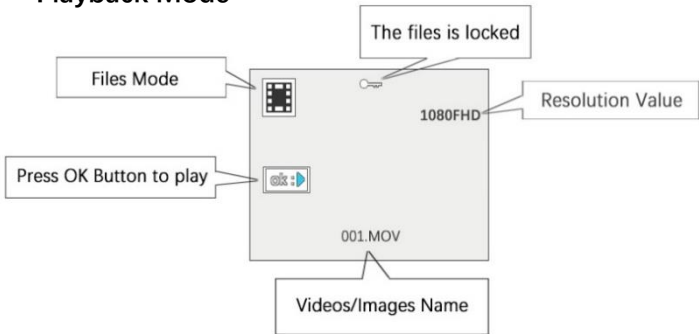 Playback Mode
The files is locked
Files Mode
1080FHD
Resolution Value
Press OK Button to play
ok:
001.MOV
Videos/Images Name